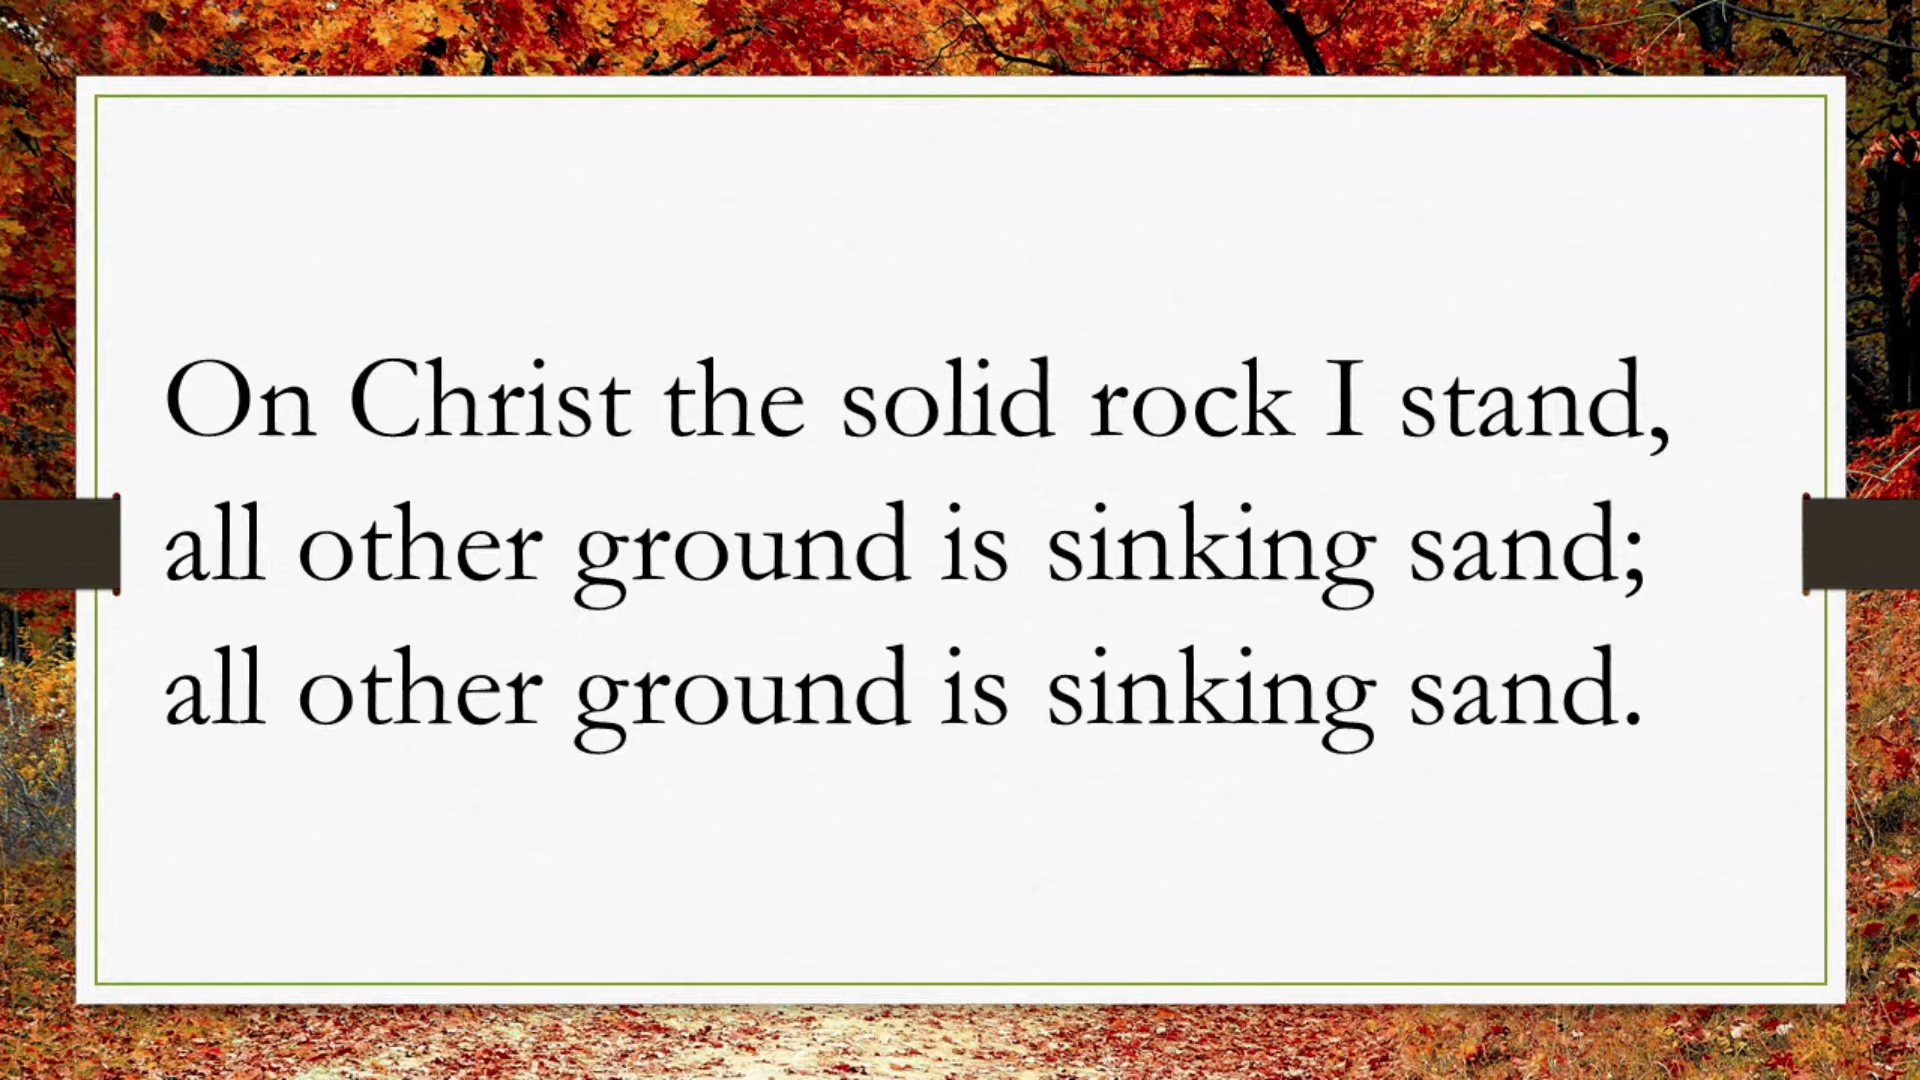 On Christ the solid rock I stand,
all other ground is sinking sand;
all other ground is sinking sand.